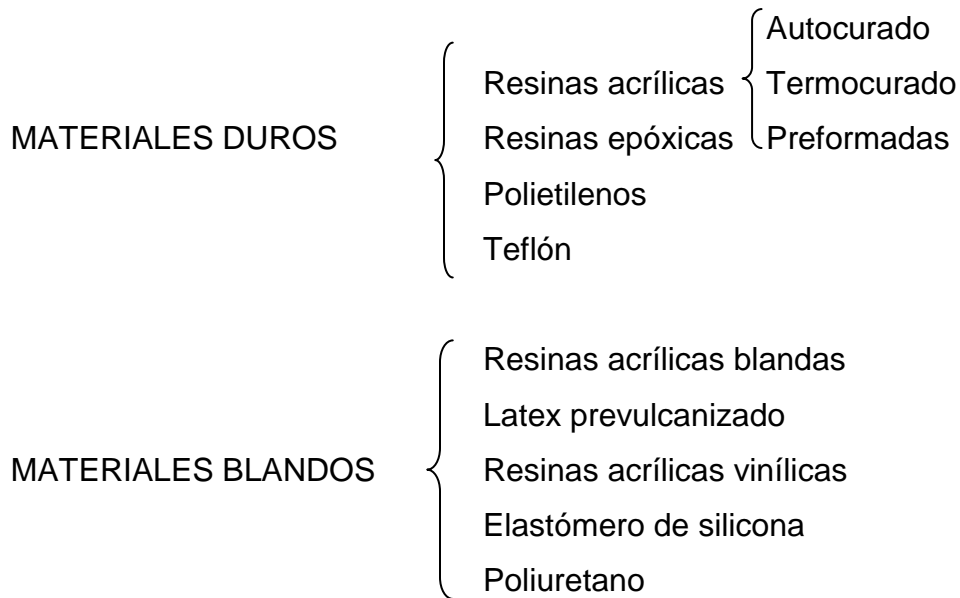 Autocurado
Resinas acrílicas Termocurado
MATERIALES DUROS Resinas epóxicas Preformadas
Polietilenos
Teflón
Resinas acrílicas blandas
Latex prevulcanizado
MATERIALES BLANDOS Resinas acrílicas vinílicas
Elastómero de silicona
Poliuretano